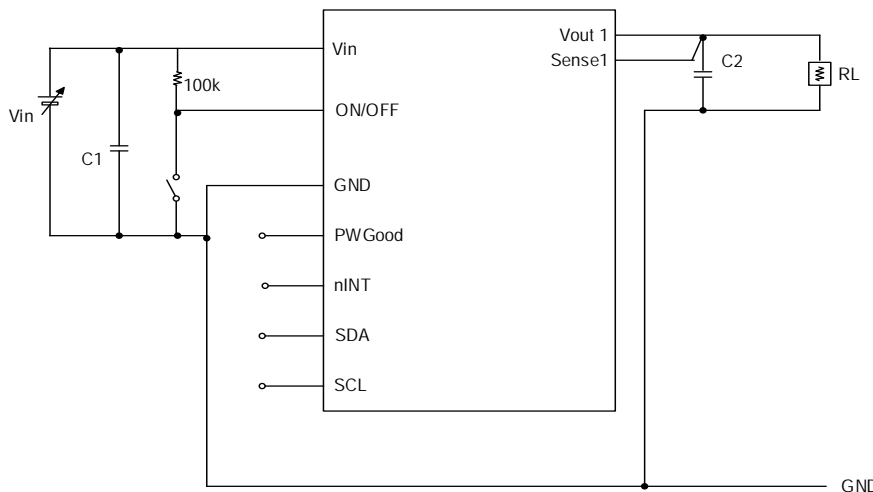 Vout 1
Vin
Sense1
C2
RL
100k
Vin
ON/OFF
C1
GND
PWGood
nINT
SDA
SCL
GND